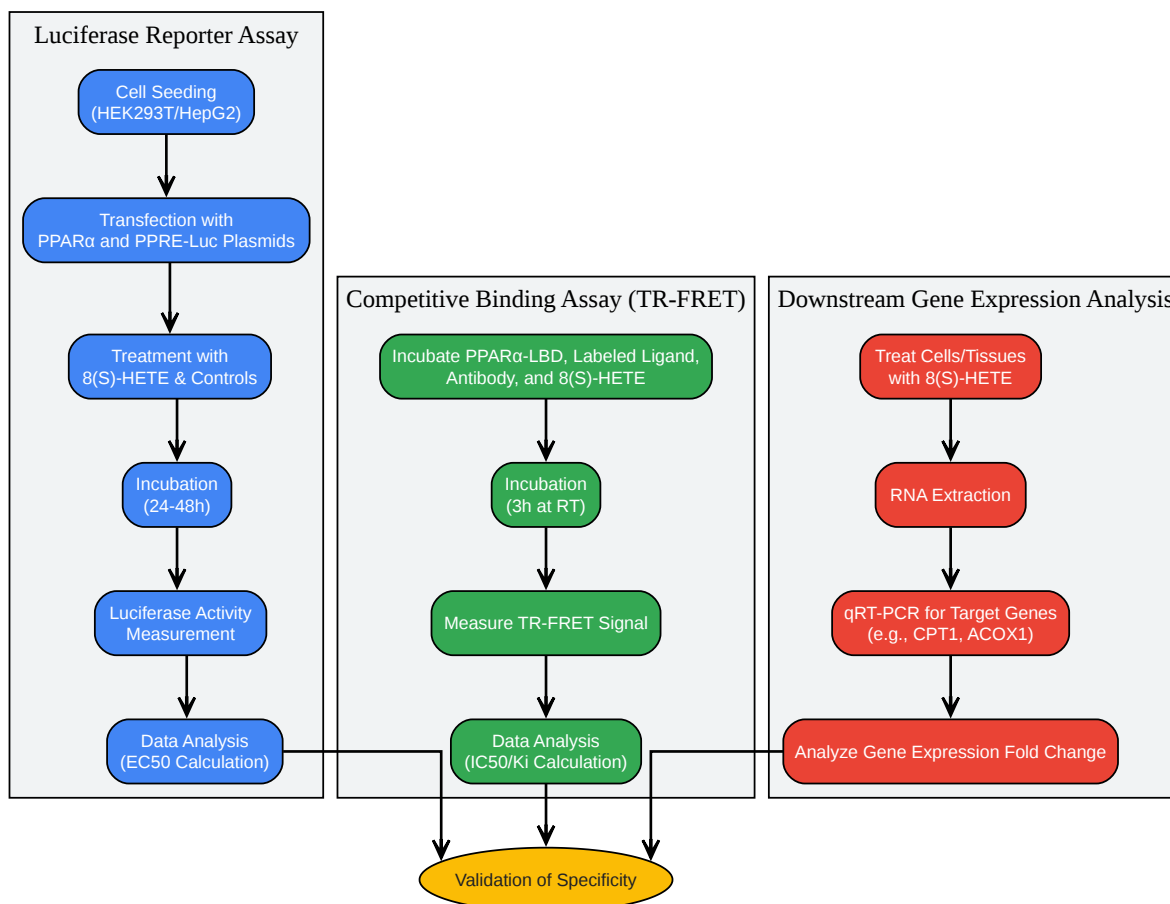 Luciferase Reporter Assay
Cell Seeding
(HEK293T/HepG2)
Transfection with
PPARα and PPRE-Luc Plasmids
Treatment with
8(S)-HETE & Controls
Incubation
(24-48h)
Luciferase Activity
Measurement
Data Analysis
(EC50 Calculation)
Competitive Binding Assay (TR-FRET)
Incubate PPARα-LBD, Labeled Ligand,
Antibody, and 8(S)-HETE
Incubation
(3h at RT)
Measure TR-FRET Signal
Data Analysis
(IC50/Ki Calculation)
Downstream Gene Expression Analysis
Treat Cells/Tissues
with 8(S)-HETE
RNA Extraction
qRT-PCR for Target Genes
(e.g., CPT1, ACOX1)
Analyze Gene Expression Fold Change
Validation of Specificity